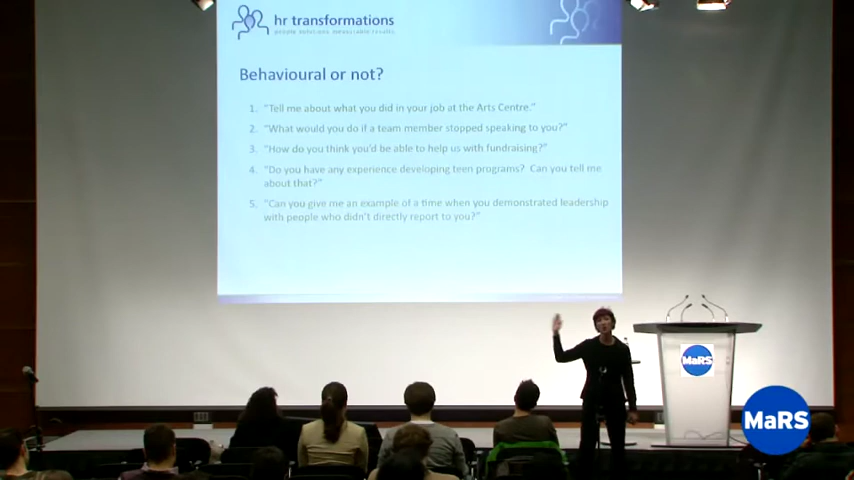 hr transformations
Behavioural or not?
1. "Tell me about what you did in your job at the Arts Centre."
2. "What would you do if a team member stopped speaking to you?"
3. "How do you think you'd be able to help us with fundraising?"
4. "Do you have any experience developing teen programs? Can you tell me
about that?"
5. "Can you give me an example of a time when you demonstrated leadership
with people who didn't directly report to you?"
MaRS
MaRS